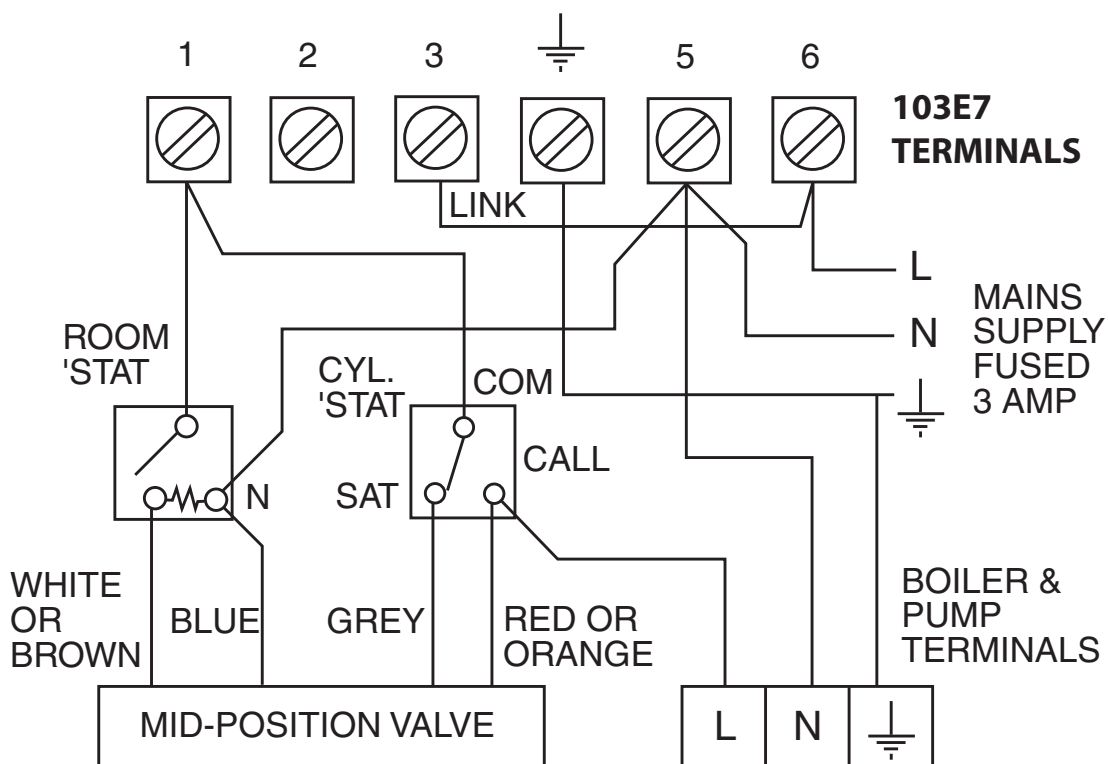 1
2
3
5
6
103E7
TERMINALS
LINK
L
N
MAINS
SUPPLY
FUSED
3 AMP
ROOM
'STAT
CYL.
'STAT
COM
CALL
SAT
N
WHITE
OR
BROWN
BLUE
GREY
RED OR
ORANGE
BOILER &
PUMP
TERMINALS
MID-POSITION VALVE
L
N